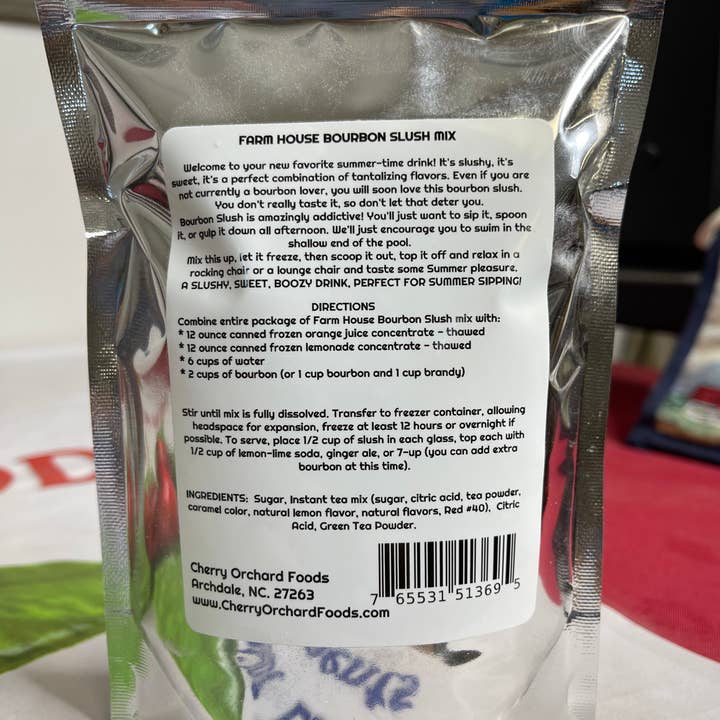 FARM HOUSE BOURBON SLUSH MIX
Welcome to your new favorite summer-time drink! It's slushy, it's
sweet, it's a perfect combination of tantalizing flavors. Even if you are
not currently a bourbon lover, you will soon love this bourbon slush.
You don't really taste it, so don't let that deter you.
Bourbon Slush is amazingly addictive! You'll just want to sip it, spoon
it, or gulp it down all afternoon. We'll just encourage you to swim in the
shallow end of the pool.
Mix this up, let it freeze, then scoop it out, top it off and relax in a
rocking chair or a lounge chair and taste some Summer pleasure.
A SLUSHY, SWEET, BOOZY DRINK, PERFECT FOR SUMMER SIPPING!
DIRECTIONS
Combine entire package of Farm House Bourbon Slush mix with:
* 12 ounce canned frozen orange juice concentrate - thawed
* 12 ounce canned frozen lemonade concentrate - thawed
* 6 cups of water
* 2 cups of bourbon (or 1 cup bourbon and 1 cup brandy)
Stir until mix is fully dissolved. Transfer to freezer container, allowing
headspace for expansion, freeze at least 12 hours or overnight if
possible. To serve, place 1/2 cup of slush in each glass, top each with
1/2 cup of lemon-lime soda, ginger ale, or 7-up (you can add extra
bourbon at this time).
INGREDIENTS: Sugar, Instant tea mix (sugar, citric acid, tea powder,
caramel color, natural lemon flavor, natural flavors, Red #40), Citric
Acid, Green Tea Powder.
Cherry Orchard Foods
Archdale, NC. 27263
www.CherryOrchardFoods.com
7 65531 51369 5